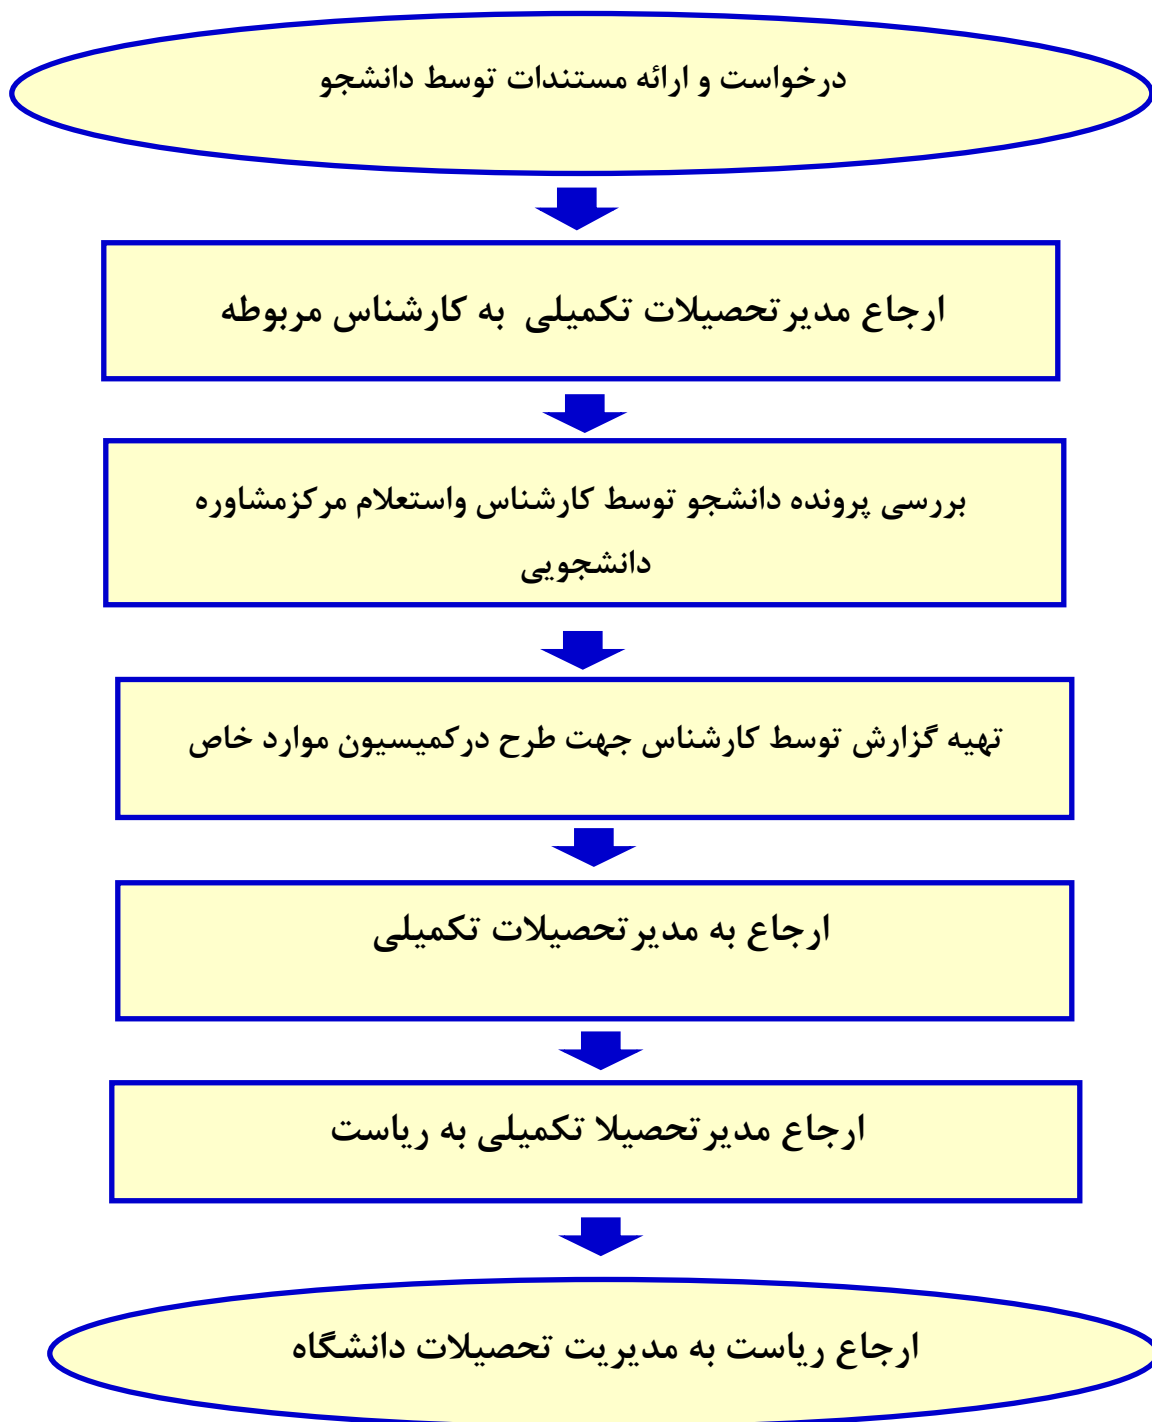 درخواست و ارائه مستندات توسط دانشجو
ارجاع مدیرتحصیلات تکمیلی به کارشناس مربوطه
بررسی پرونده دانشجو توسط کارشناس واستعلام مرکزمشاوره
دانشجویی
تهیه گزارش توسط کارشناس جهت طرح درکمیسیون موارد خاص
ارجاع به مدیرتحصیلات تکمیلی
ارجاع مدیرتحصیلا تکمیلی به ریاست
ارجاع ریاست به مدیریت تحصیلات دانشگاه